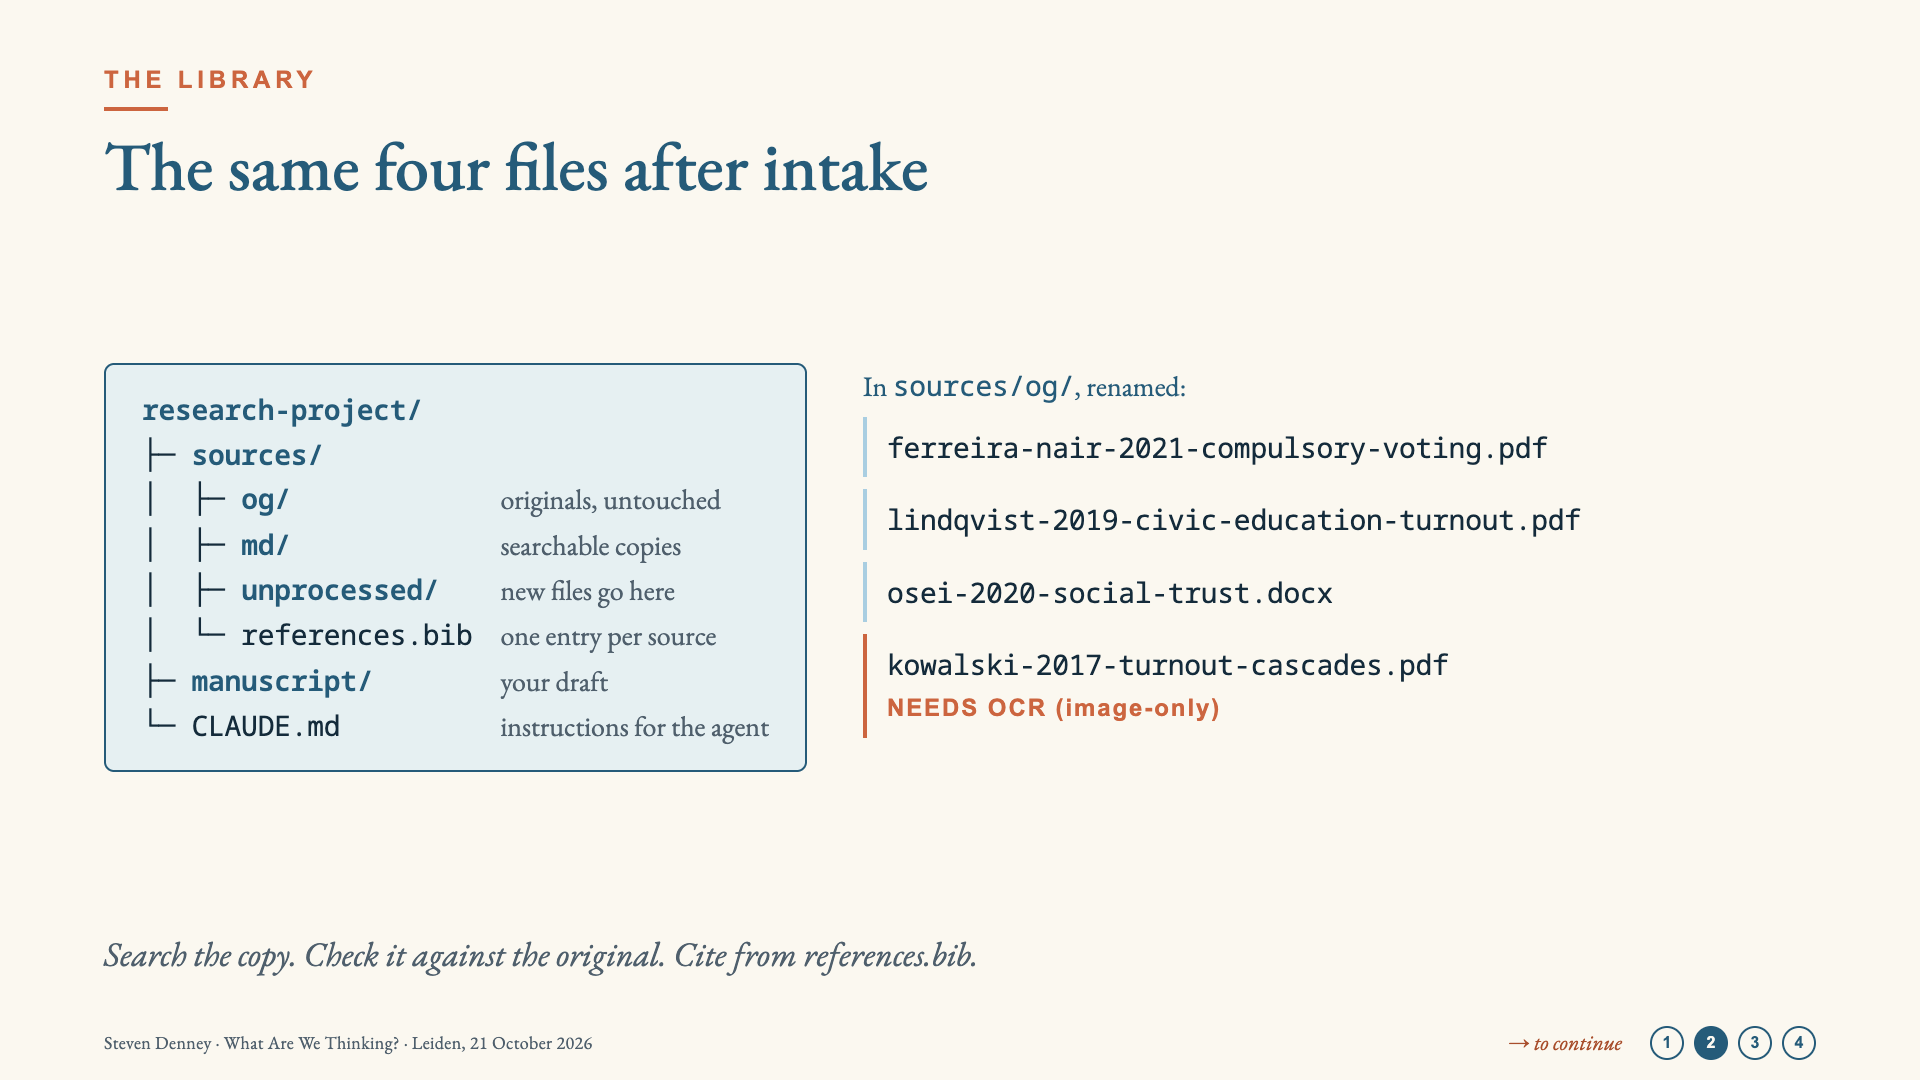 THE LIBRARY
The same four files after intake
research-project/
├─ sources/
│  ├─ og/ originals, untouched
│  ├─ md/ searchable copies
│  ├─ unprocessed/ new files go here
│  └─ references.bib one entry per source
├─ manuscript/ your draft
└─ CLAUDE.md instructions for the agent
In sources/og/, renamed:
ferreira-nair-2021-compulsory-voting.pdf
lindqvist-2019-civic-education-turnout.pdf
osei-2020-social-trust.docx
kowalski-2017-turnout-cascades.pdf
NEEDS OCR (image-only)
Search the copy. Check it against the original. Cite from references.bib.
Steven Denney · What Are We Thinking? · Leiden, 21 October 2026
→ to continue 1 2 3 4